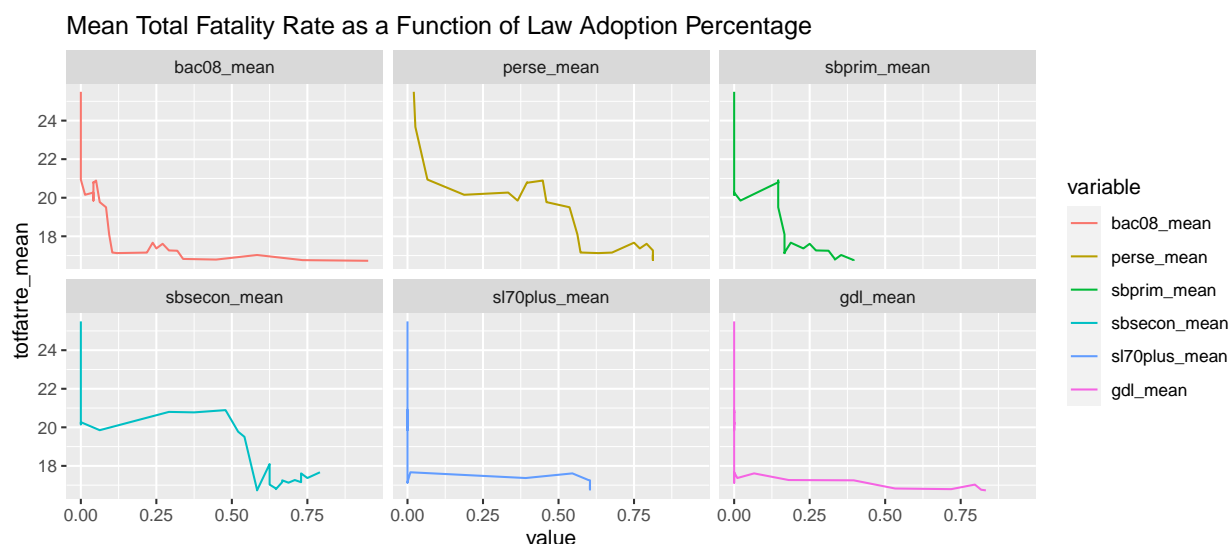 Mean Total Fatality Rate as a Function of Law Adoption Percentage
bac08_mean
perse_mean
sbprim_mean
24
22
20
18
sbsecon_mean
sl70plus_mean
gdl_mean
24
22
20
18
totfatrte_mean
0.00 0.25 0.50 0.75
0.00 0.25 0.50 0.75
0.00 0.25 0.50 0.75
value
variable
bac08_mean
perse_mean
sbprim_mean
sbsecon_mean
sl70plus_mean
gdl_mean